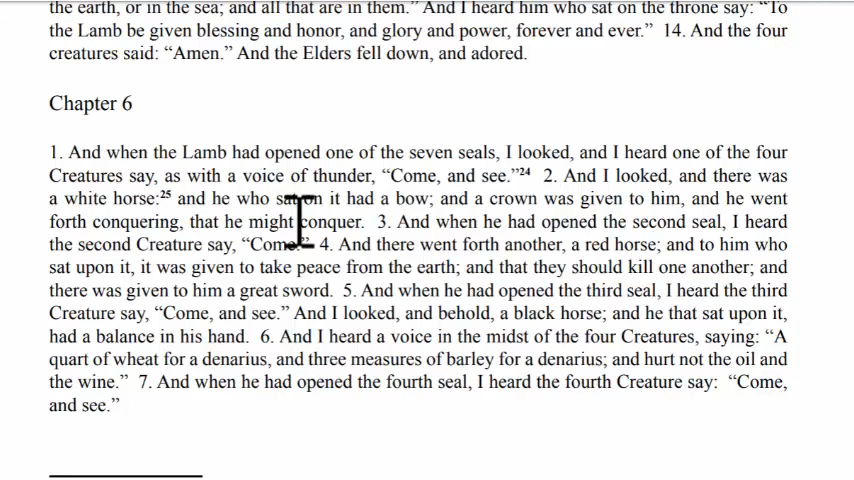 the earth, or in the sea; and all that are in them.” And I heard him who sat on the throne say: “To
the Lamb be given blessing and honor, and glory and power, forever and ever.” 14. And the four
creatures said: “Amen.” And the Elders fell down, and adored.
Chapter 6
1. And when the Lamb had opened one of the seven seals, I looked, and I heard one of the four
Creatures say, as with a voice of thunder, “Come, and see.”24 2. And I looked, and there was
a white horse:25 and he who sat on it had a bow; and a crown was given to him, and he went
forth conquering, that he might conquer. 3. And when he had opened the second seal, I heard
the second Creature say, “Come.” 4. And there went forth another, a red horse; and to him who
sat upon it, it was given to take peace from the earth; and that they should kill one another; and
there was given to him a great sword. 5. And when he had opened the third seal, I heard the third
Creature say, “Come, and see.” And I looked, and behold, a black horse; and he that sat upon it,
had a balance in his hand. 6. And I heard a voice in the midst of the four Creatures, saying: “A
quart of wheat for a denarius, and three measures of barley for a denarius; and hurt not the oil and
the wine.” 7. And when he had opened the fourth seal, I heard the fourth Creature say: “Come,
and see.”